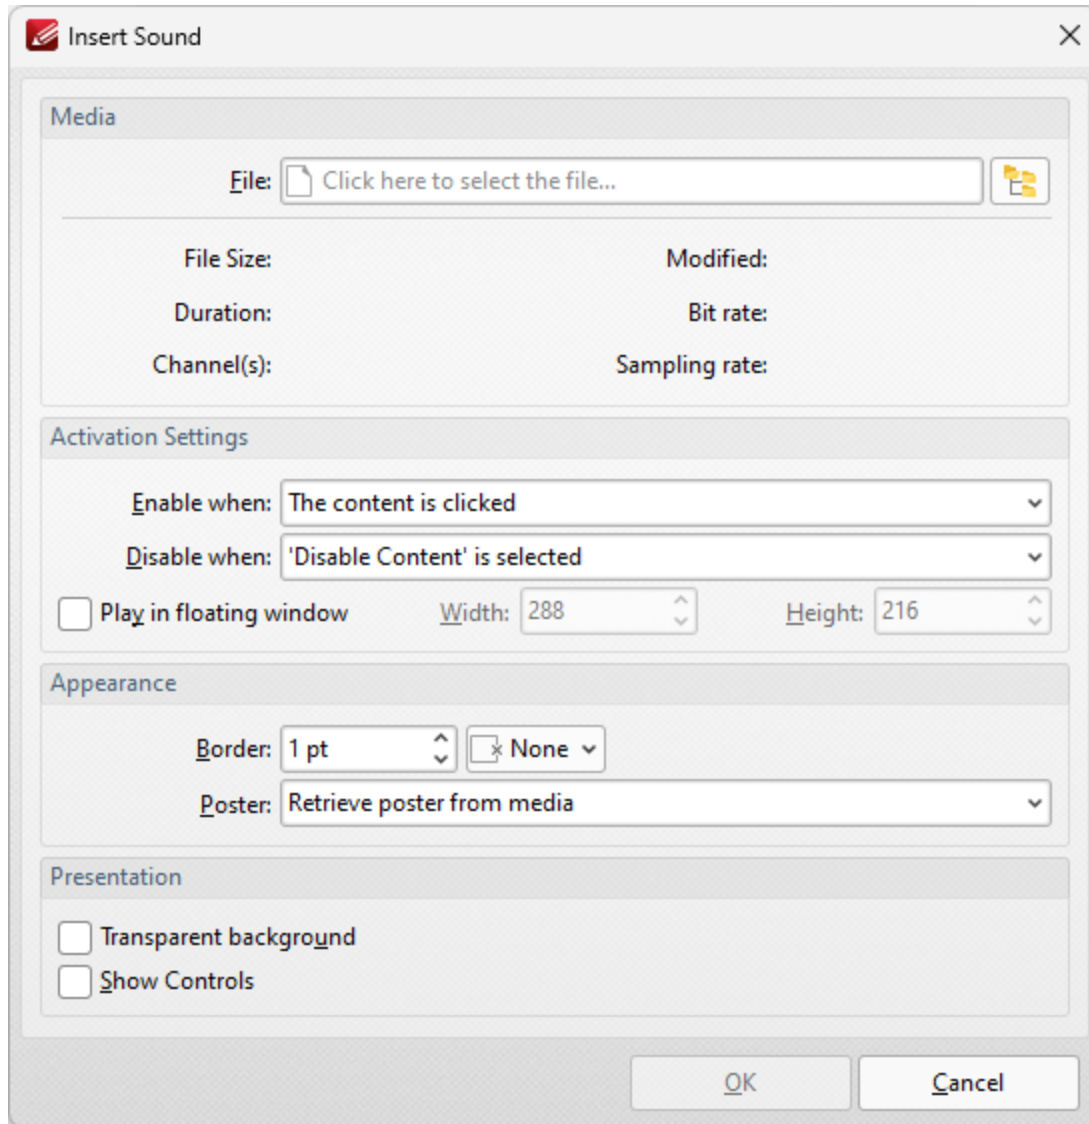 Insert Sound
Media
File: Click here to select the file...
File Size: Modified:
Duration: Bit rate:
Channel(s): Sampling rate:
Activation Settings
Enable when: The content is clicked
Disable when: 'Disable Content' is selected
Play in floating window Width: 288 Height: 216
Appearance
Border: 1 pt None
Poster: Retrieve poster from media
Presentation
Transparent background
Show Controls
OK Cancel